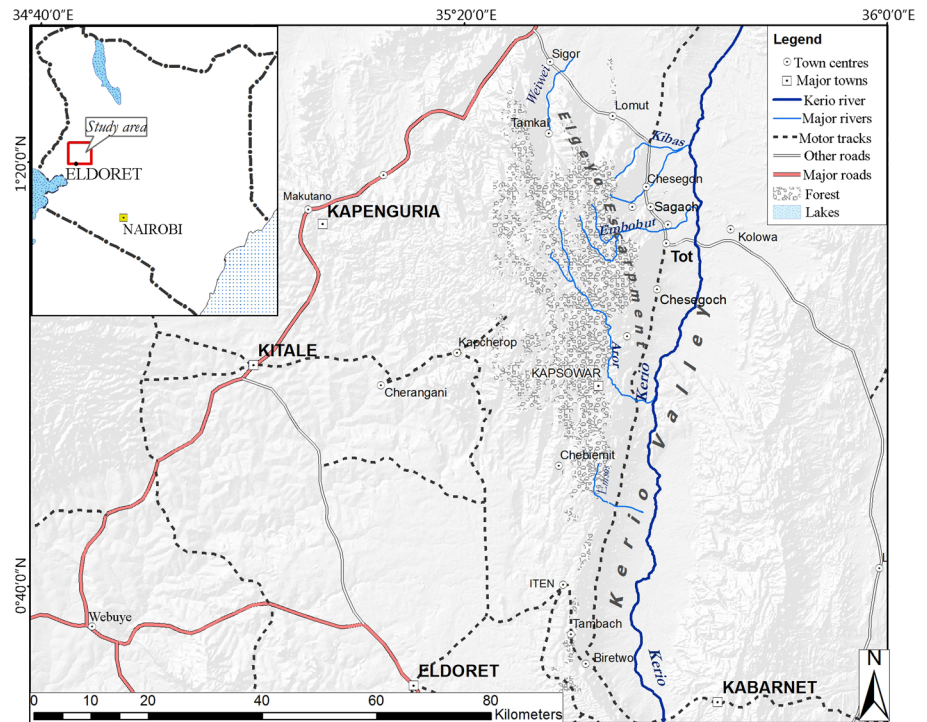 34°40'0"E
35°20'0"E
36°0'0"E
1°20'0"N
0°40'0"N
Study area
ELDORET
NAIROBI
Legend
Town centres
Major towns
Kerio river
Major rivers
Motor tracks
Other roads
Major roads
Forest
Lakes
Sigor
Weiwei
Lomut
Tamkal
Elgeyo Escarpment
Kibas
Chesegon
Makutano
KAPENGURIA
Sagach
Embobut
Kolowa
Tot
Chesegoch
KITALE
Kapcherop
Cherangani
Aror
KAPSOWAR
Kerio
Kerio Valley
Chebiemit
ITEN
L
Webuye
Tambach
Biretwo
Kerio
ELDORET
KABARNET
N
0 10 20 40 60 80
Kilometers